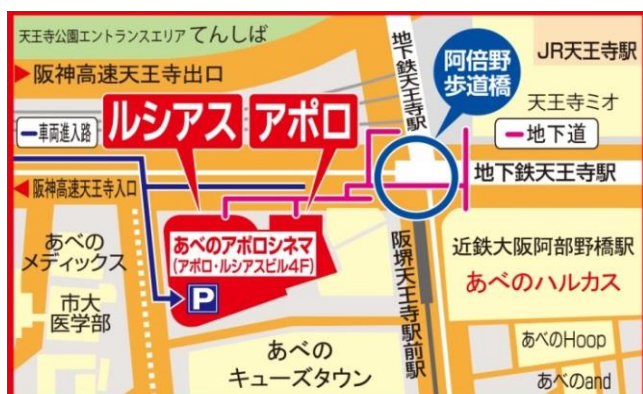 天王寺公園エントランスエリア てんしば
阪神高速天王寺出口
車両進入路
ルシアス
アポロ
地下鉄天王寺駅
阿倍野
歩道橋
JR天王寺駅
天王寺ミオ
地下道
阪神高速天王寺入口
地下鉄天王寺駅
あべの
メディックス
市大
医学部
あべのアポロシネマ
(アポロ・ルシアスビル4F)
P
あべの
キューズタウン
阪堺天王寺駅前駅
近鉄大阪阿部野橋駅
あべのハルカス
あべのHoop
あべのand